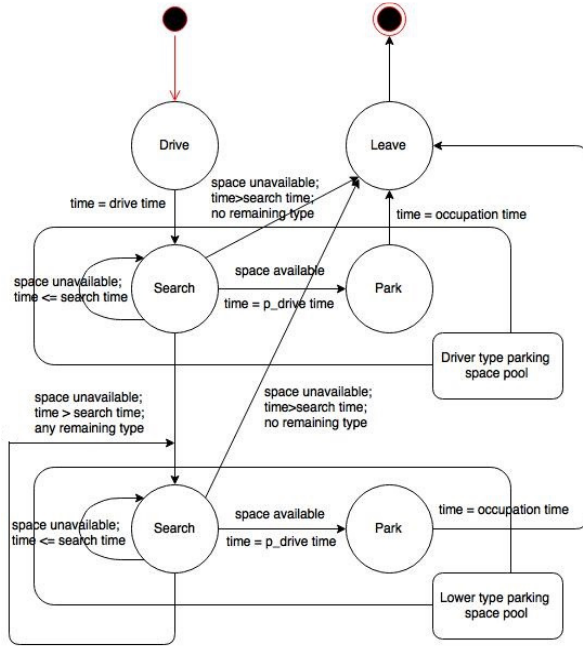 Drive
Leave
space unavailable;
time>search time;
no remaining type
time = drive time
time = occupation time
space unavailable;
time <= search time
Search
space available
time = p_drive time
Park
Driver type parking
space pool
space unavailable;
time > search time;
any remaining type
space unavailable;
time>search time;
no remaining type
space unavailable;
time <= search time
Search
space available
time = p_drive time
Park
time = occupation time
Lower type parking
space pool